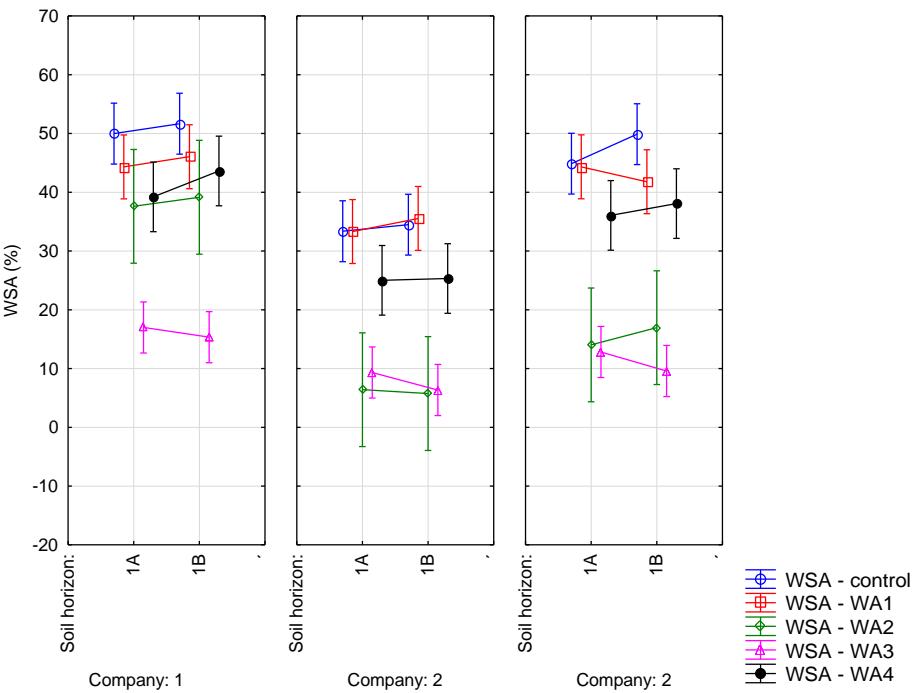 70
60
50
40
30
20
10
0
-10
-20
WSA (%)
Soil horizon:
1A
1B
Soil horizon:
1A
1B
Soil horizon:
1A
1B
Company: 1
Company: 2
Company: 2
WSA - control
WSA - WA1
WSA - WA2
WSA - WA3
WSA - WA4